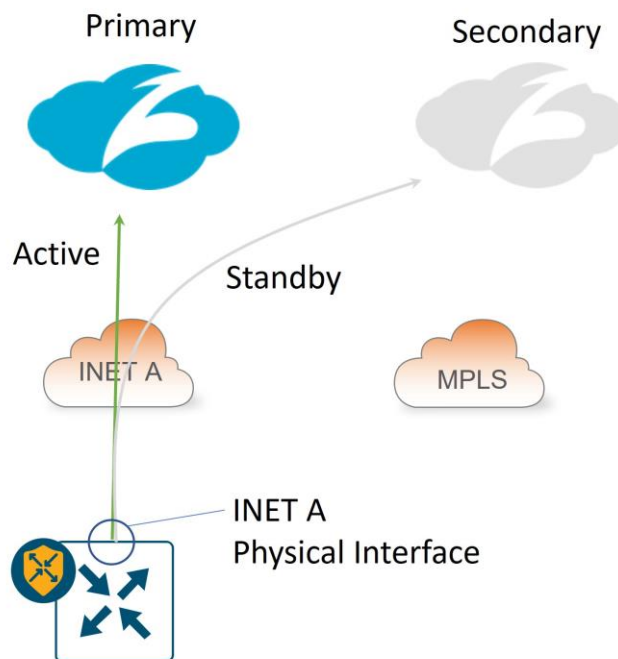 Primary
Secondary
Active
Standby
INET A
MPLS
INET A
Physical Interface